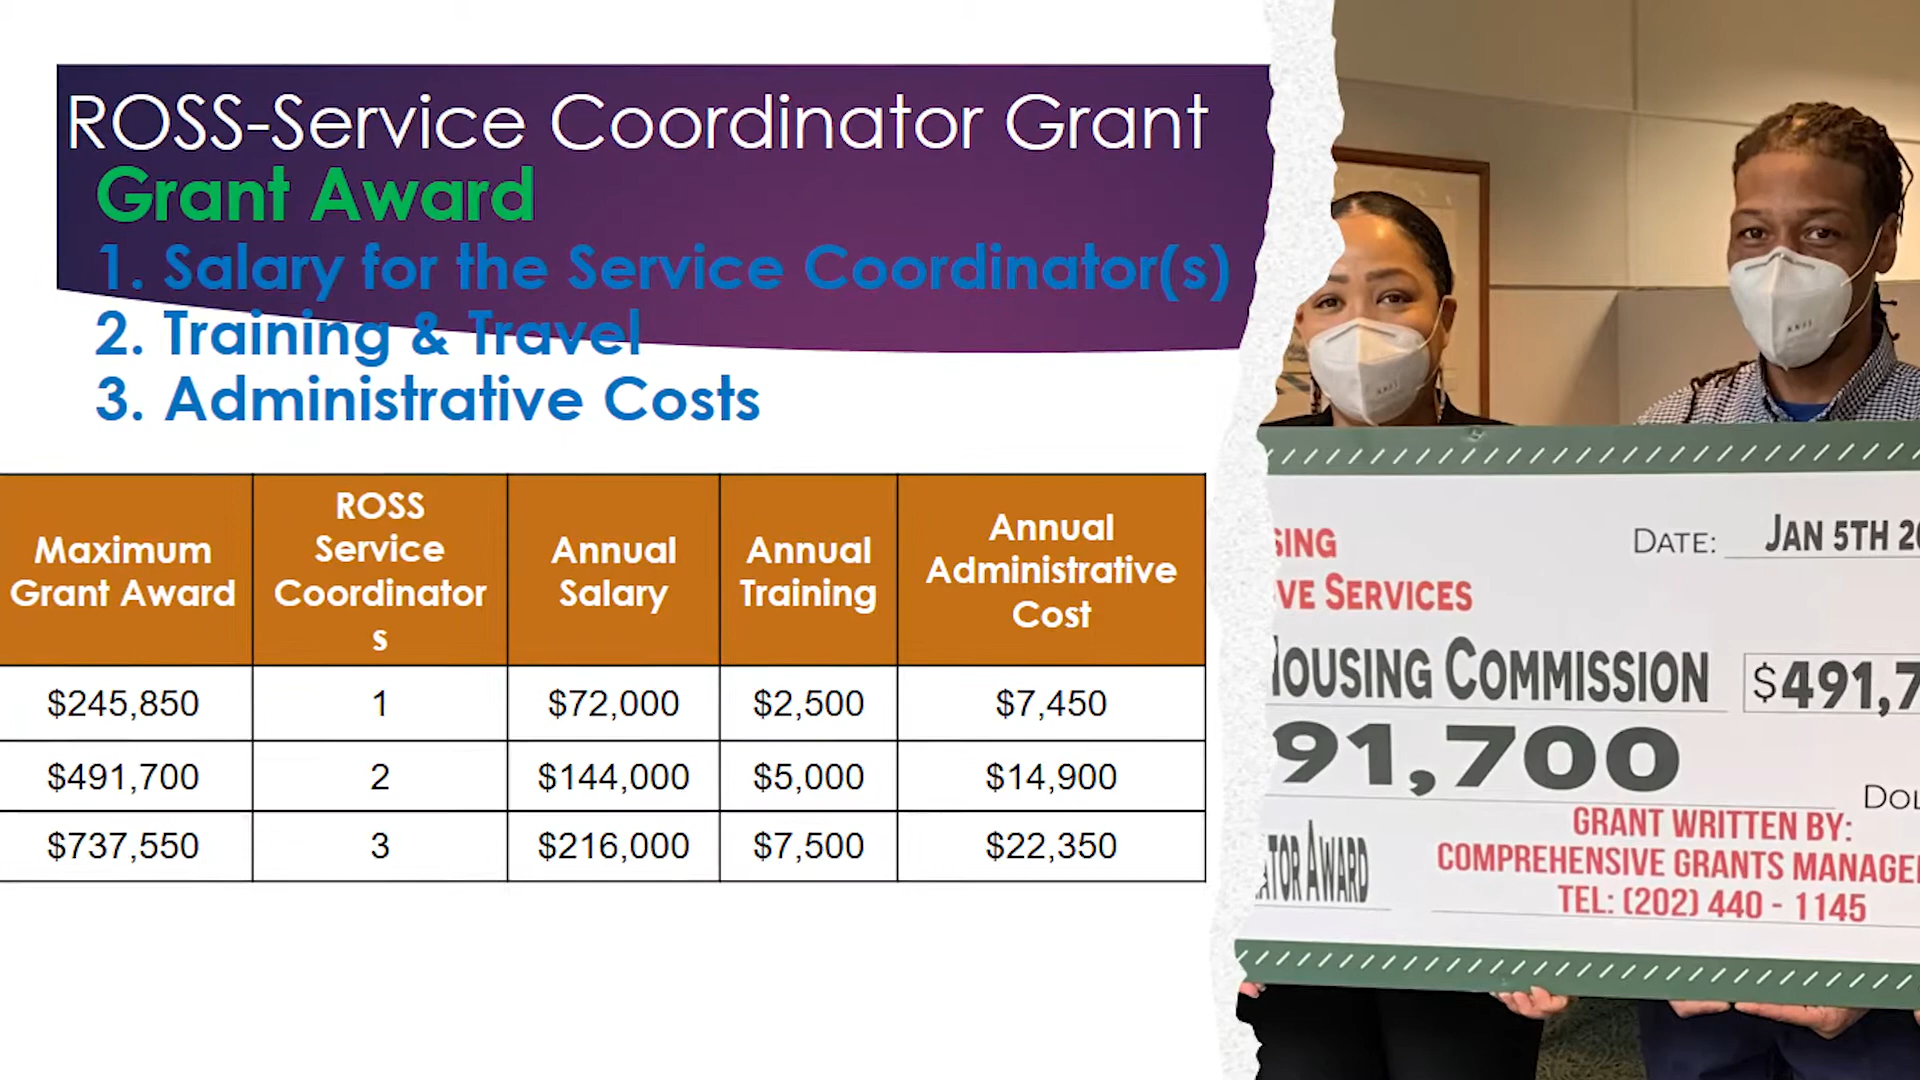 ROSS-Service Coordinator Grant
Grant Award
1. Salary for the Service Coordinator(s)
2. Training & Travel
3. Administrative Costs
Maximum
Grant Award
ROSS
Service
Coordinator
s
Annual
Salary
Annual
Training
Annual
Administrative
Cost
$245,850 1 $72,000 $2,500 $7,450
$491,700 2 $144,000 $5,000 $14,900
$737,550 3 $216,000 $7,500 $22,350
SING
DATE: JAN 5TH 20
VE SERVICES
HOUSING COMMISSION $491,7
91,700
DOL
GRANT WRITTEN BY:
TOR AWARD
COMPREHENSIVE GRANTS MANAGE
TEL: (202) 440 - 1145